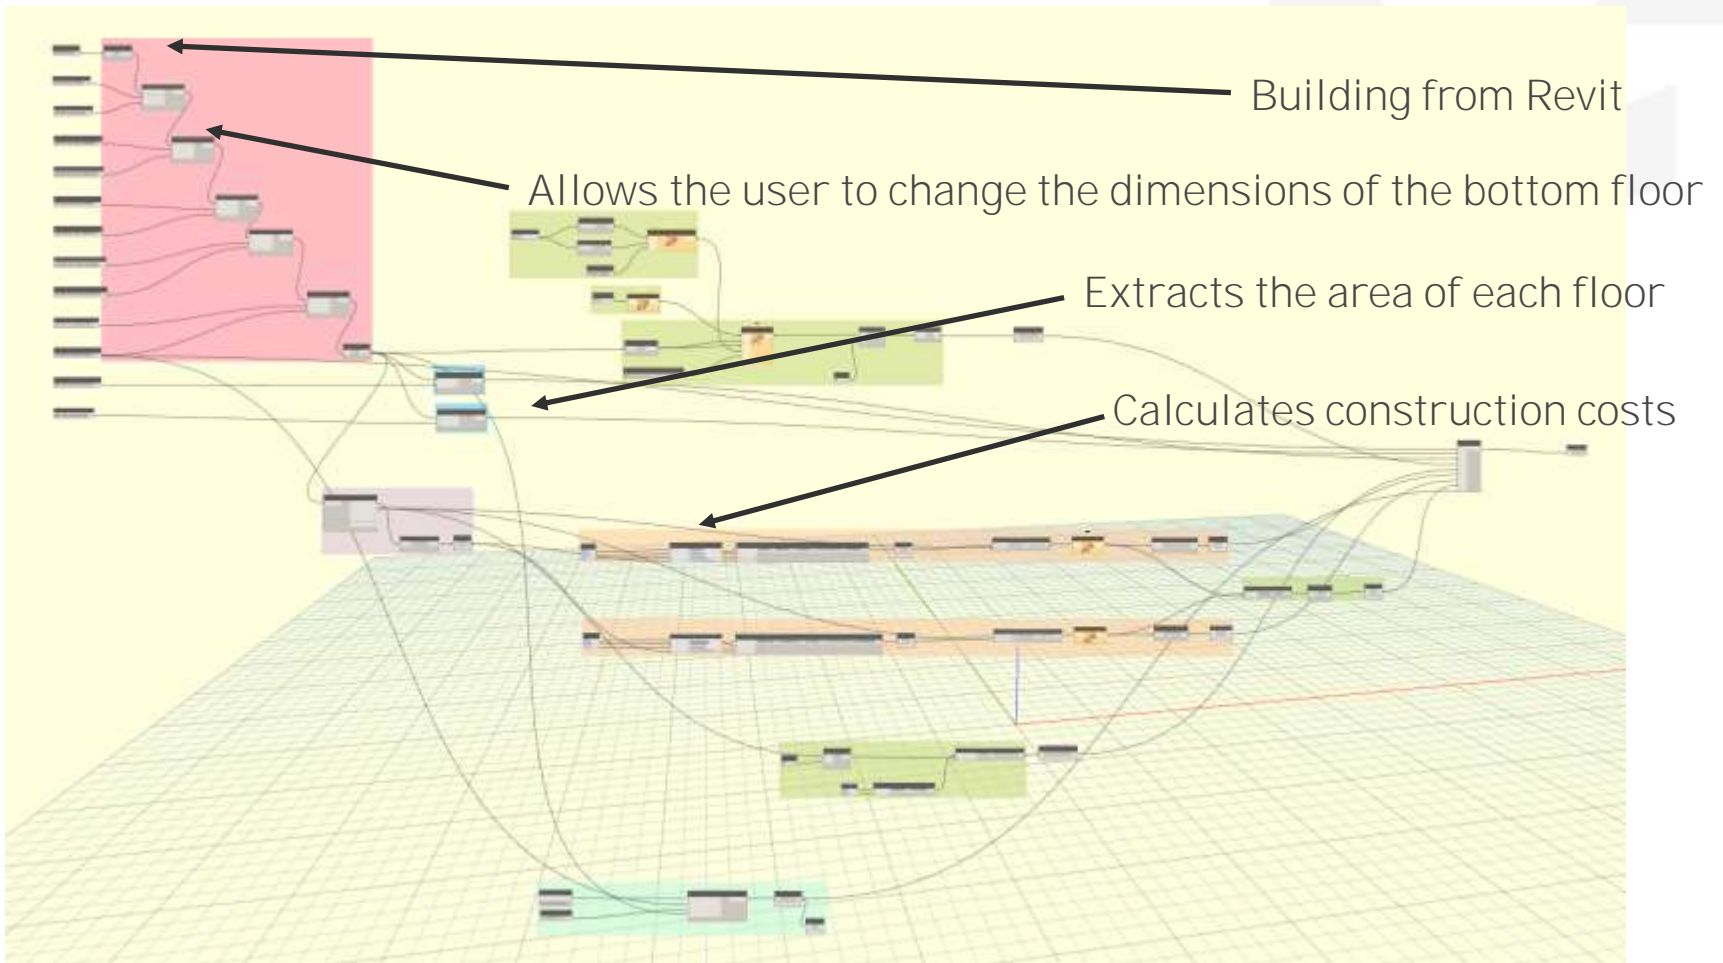 Building from Revit
Allows the user to change the dimensions of the bottom floor
Extracts the area of each floor
Calculates construction costs